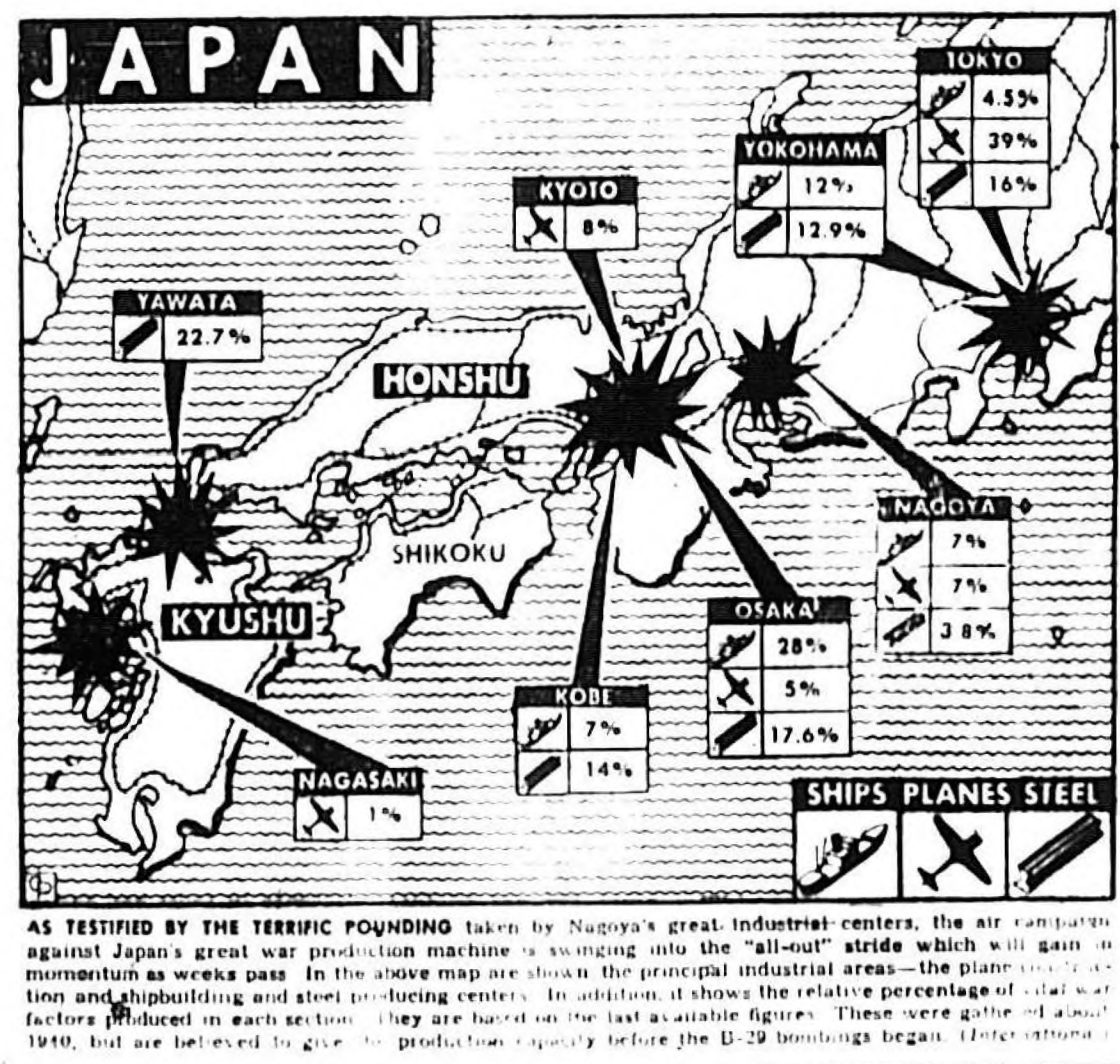 JAPAN
TOKYO
4.5%
39%
16%
YOKOHAMA
12%
12.9%
KYOTO
8%
YAWATA
22.7%
HONSHU
SHIKOKU
KYUSHU
NAGOYA
7%
7%
3 8%
OSAKA
28%
5%
17.6%
KOBE
7%
14%
NAGASAKI
1%
SHIPS PLANES STEEL
AS TESTIFIED BY THE TERRIFIC POUNDING taken by Nagoya's great industrial centers, the air campaign
against Japan's great war production machine is swinging into the "all-out" stride which will gain in
momentum as weeks pass In the above map are shown the principal industrial areas—the plane
tion and shipbuilding and steel producing centers In addition, it shows the relative percentage of vital war
factors produced in each section They are based on the last available figures These were gathe ed about
1940, but are believed to give production capacity before the B-29 bombings began.